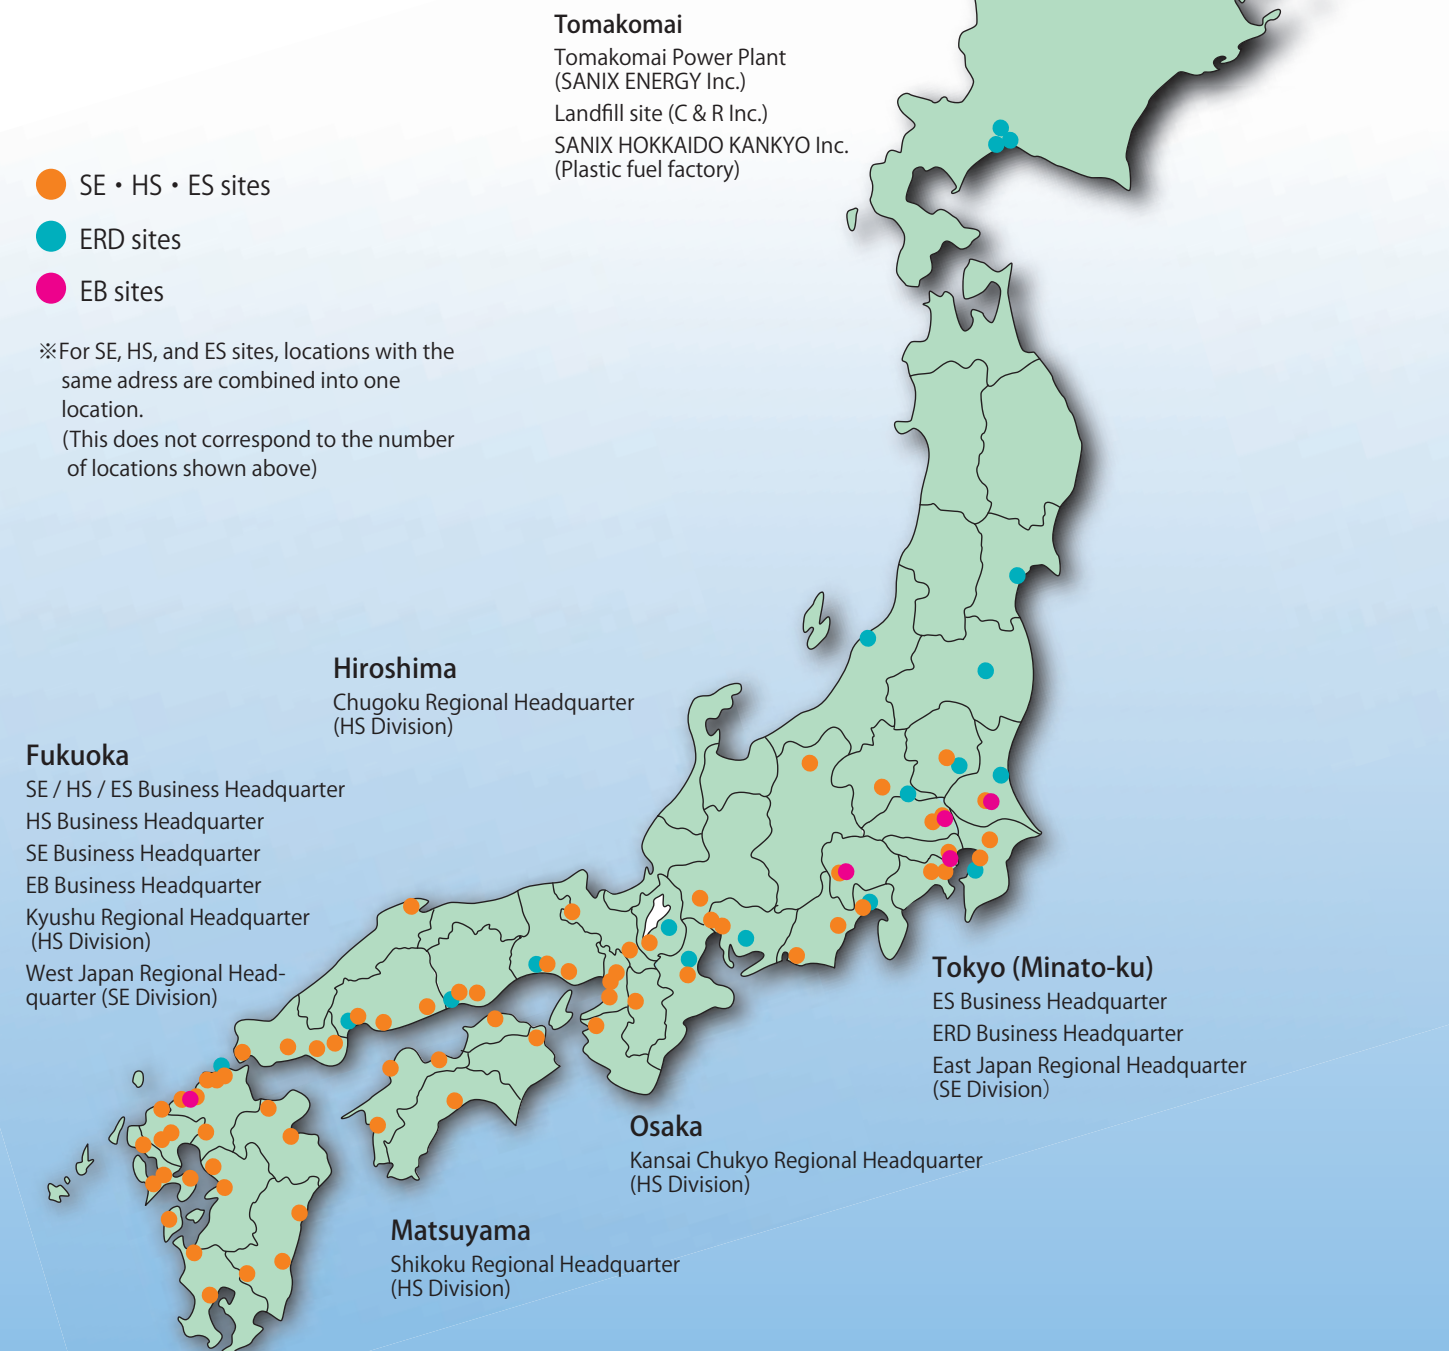 Tomakomai
Tomakomai Power Plant
(SANIX ENERGY Inc.)
Landfill site (C & R Inc.)
SANIX HOKKAIDO KANKYO Inc.
(Plastic fuel factory)
SE・HS・ES sites
ERD sites
EB sites
※For SE, HS, and ES sites, locations with the
same adress are combined into one
location.
(This does not correspond to the number
of locations shown above)
Hiroshima
Chugoku Regional Headquarter
(HS Division)
Fukuoka
SE / HS / ES Business Headquarter
HS Business Headquarter
SE Business Headquarter
EB Business Headquarter
Kyushu Regional Headquarter
(HS Division)
West Japan Regional Head-
quarter (SE Division)
Tokyo (Minato-ku)
ES Business Headquarter
ERD Business Headquarter
East Japan Regional Headquarter
(SE Division）
Osaka
Kansai Chukyo Regional Headquarter
(HS Division)
Matsuyama
Shikoku Regional Headquarter
(HS Division)